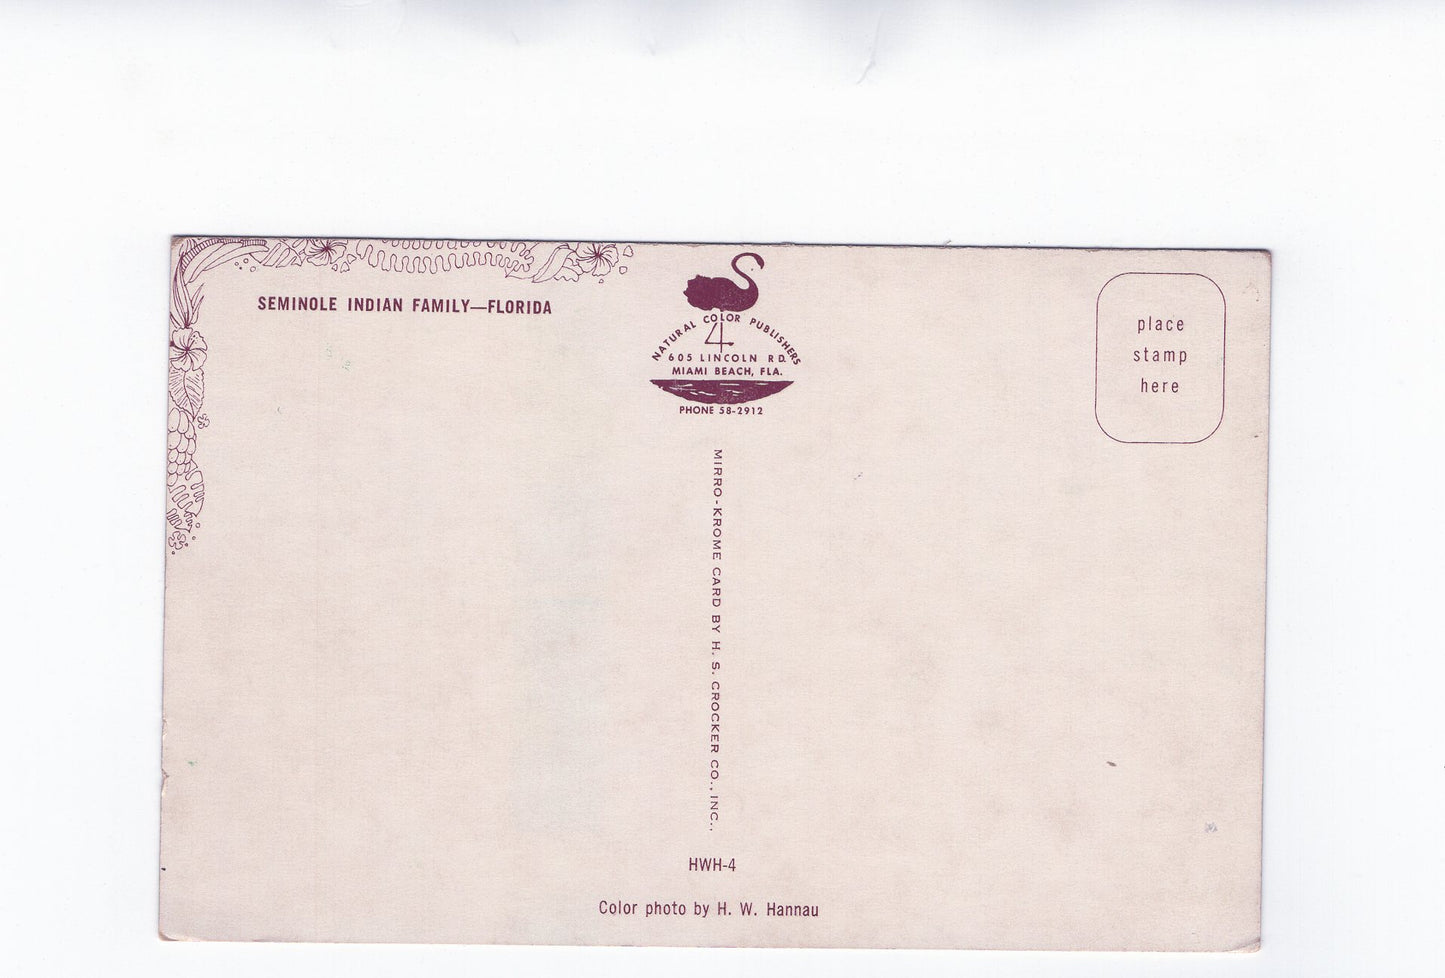 SEMINOLE INDIAN FAMILY—FLORIDA
NATURAL COLOR PUBLISHERS
4
605 LINCOLN RD.
MIAMI BEACH, FLA.
PHONE 58-2912
place
stamp
here
MIRRO-KROME CARD BY H. S. CROCKER CO., INC.,
HWH-4
Color photo by H. W. Hannau